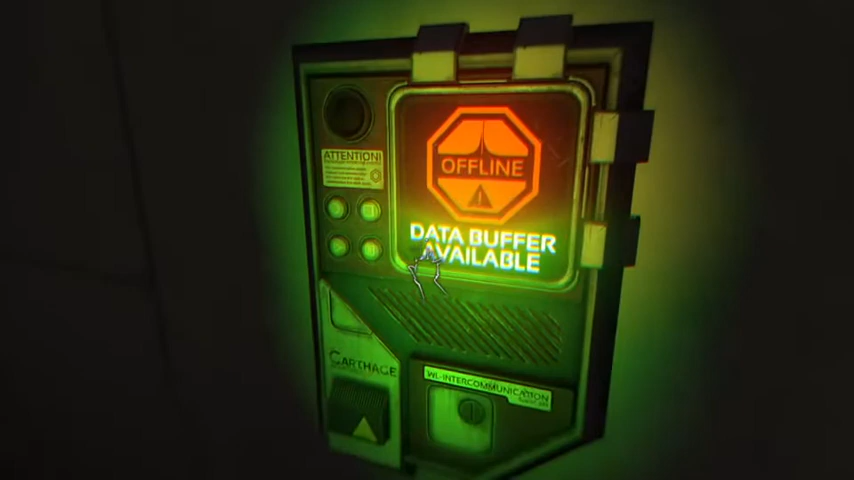 ATTENTION!
OFFLINE
DATA BUFFER
AVAILABLE
CARTHAGE
WL-INTERCOMMUNICATION